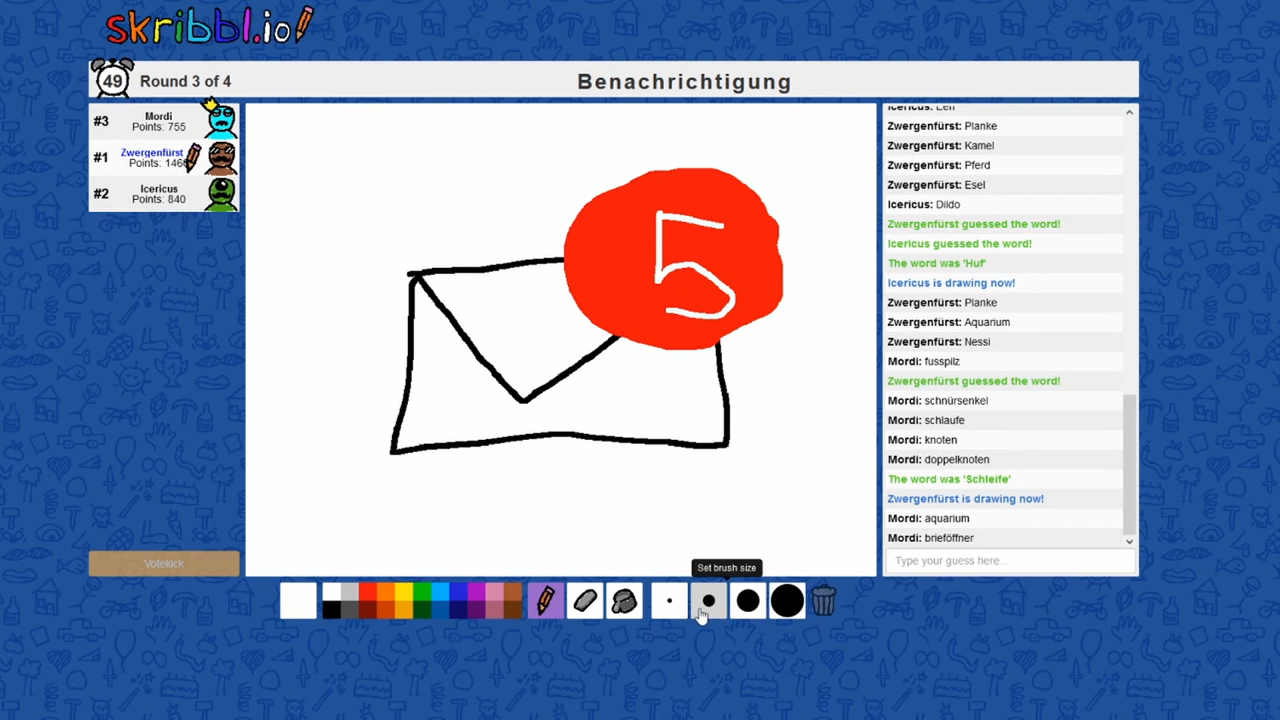 skribbl.io
49
Round 3 of 4
Benachrichtigung
#3
Mordi
Points: 755
#1
Zwergenfürst
Points: 1466
#2
Icericus
Points: 840
5
Icericus: Eeil
Zwergenfürst: Planke
Zwergenfürst: Kamel
Zwergenfürst: Pferd
Zwergenfürst: Esel
Icericus: Dildo
Zwergenfürst guessed the word!
Icericus guessed the word!
The word was 'Huf'
Icericus is drawing now!
Zwergenfürst: Planke
Zwergenfürst: Aquarium
Zwergenfürst: Nessi
Mordi: fusspilz
Zwergenfürst guessed the word!
Mordi: schnürsenkel
Mordi: schlaufe
Mordi: knoten
Mordi: doppelknoten
The word was 'Schleife'
Zwergenfürst is drawing now!
Mordi: aquarium
Mordi: brieföffner
Type your guess here...
Votekick
Set brush size